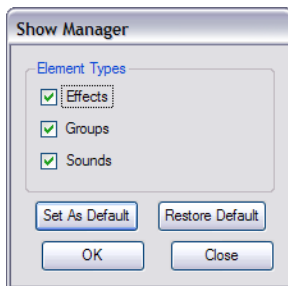 Show Manager
Element Types
Effects
Groups
Sounds
Set As Default Restore Default
OK Close